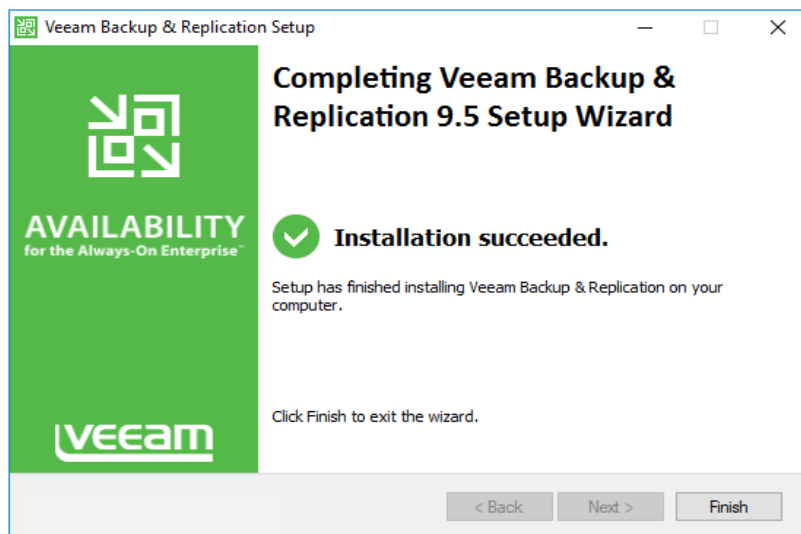 Veeam Backup & Replication Setup
Completing Veeam Backup &
Replication 9.5 Setup Wizard
AVAILABILITY
for the Always-On Enterprise™
Installation succeeded.
Setup has finished installing Veeam Backup & Replication on your
computer.
Click Finish to exit the wizard.
veeam
< Back
Next >
Finish